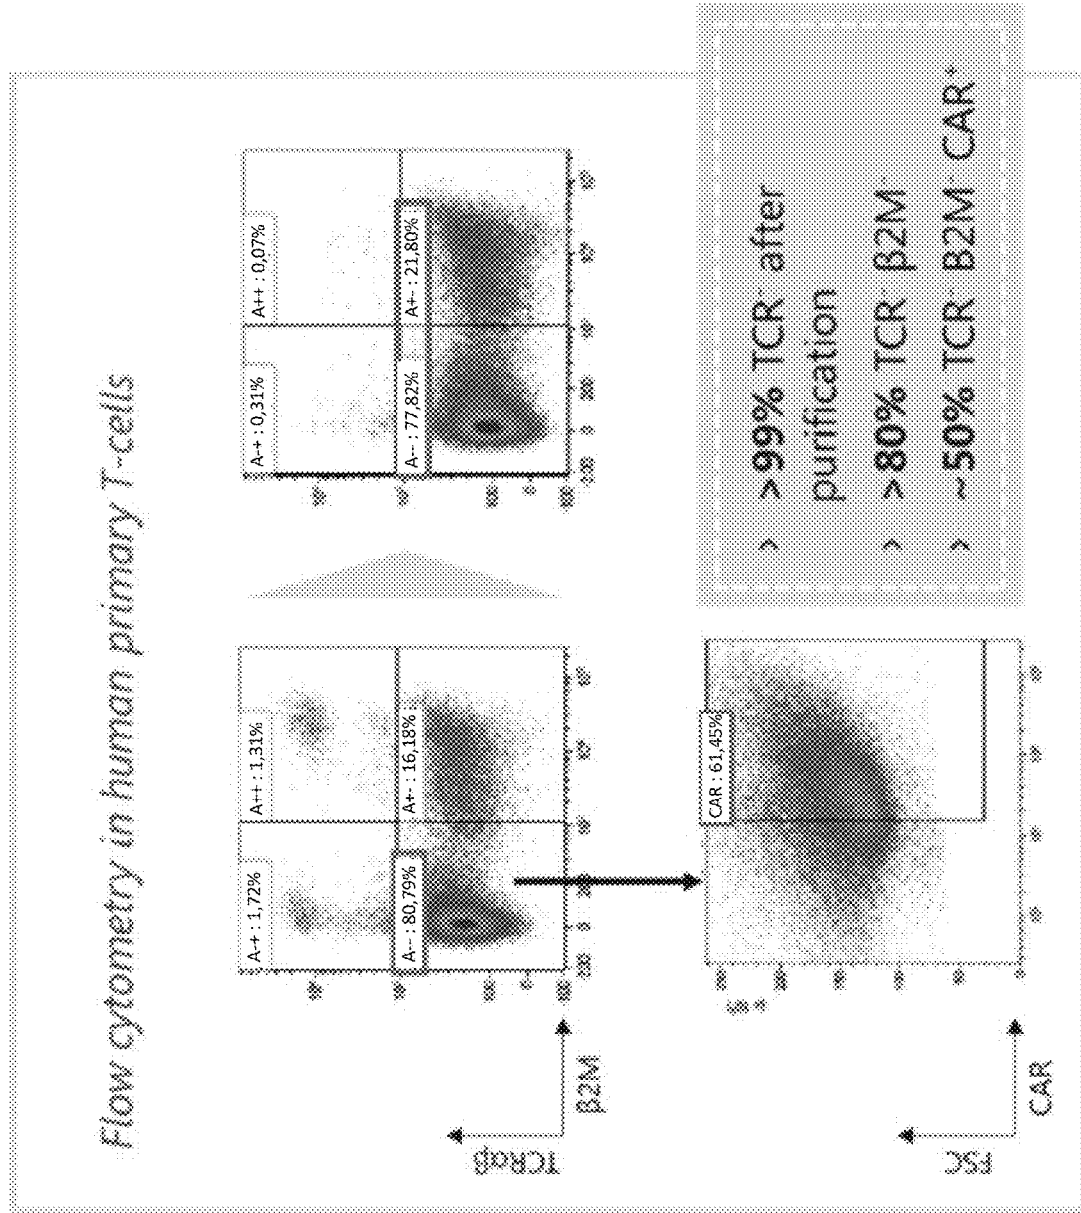 Flow cytometry in human primary T-cells
A-+ : 1,72%
A++ : 1,31%
A-- : 80,79%
A+- : 16,18%
A-+ : 0,31%
A++ : 0,07%
A-- : 77,82%
A+- : 21,80%
TCRαβ
β2M
CAR : 61,45%
FSC
CAR
› >99% TCR⁻ after
purification
› >80% TCR⁻ β2M⁻
› ~50% TCR⁻ B2M⁻ CAR⁺